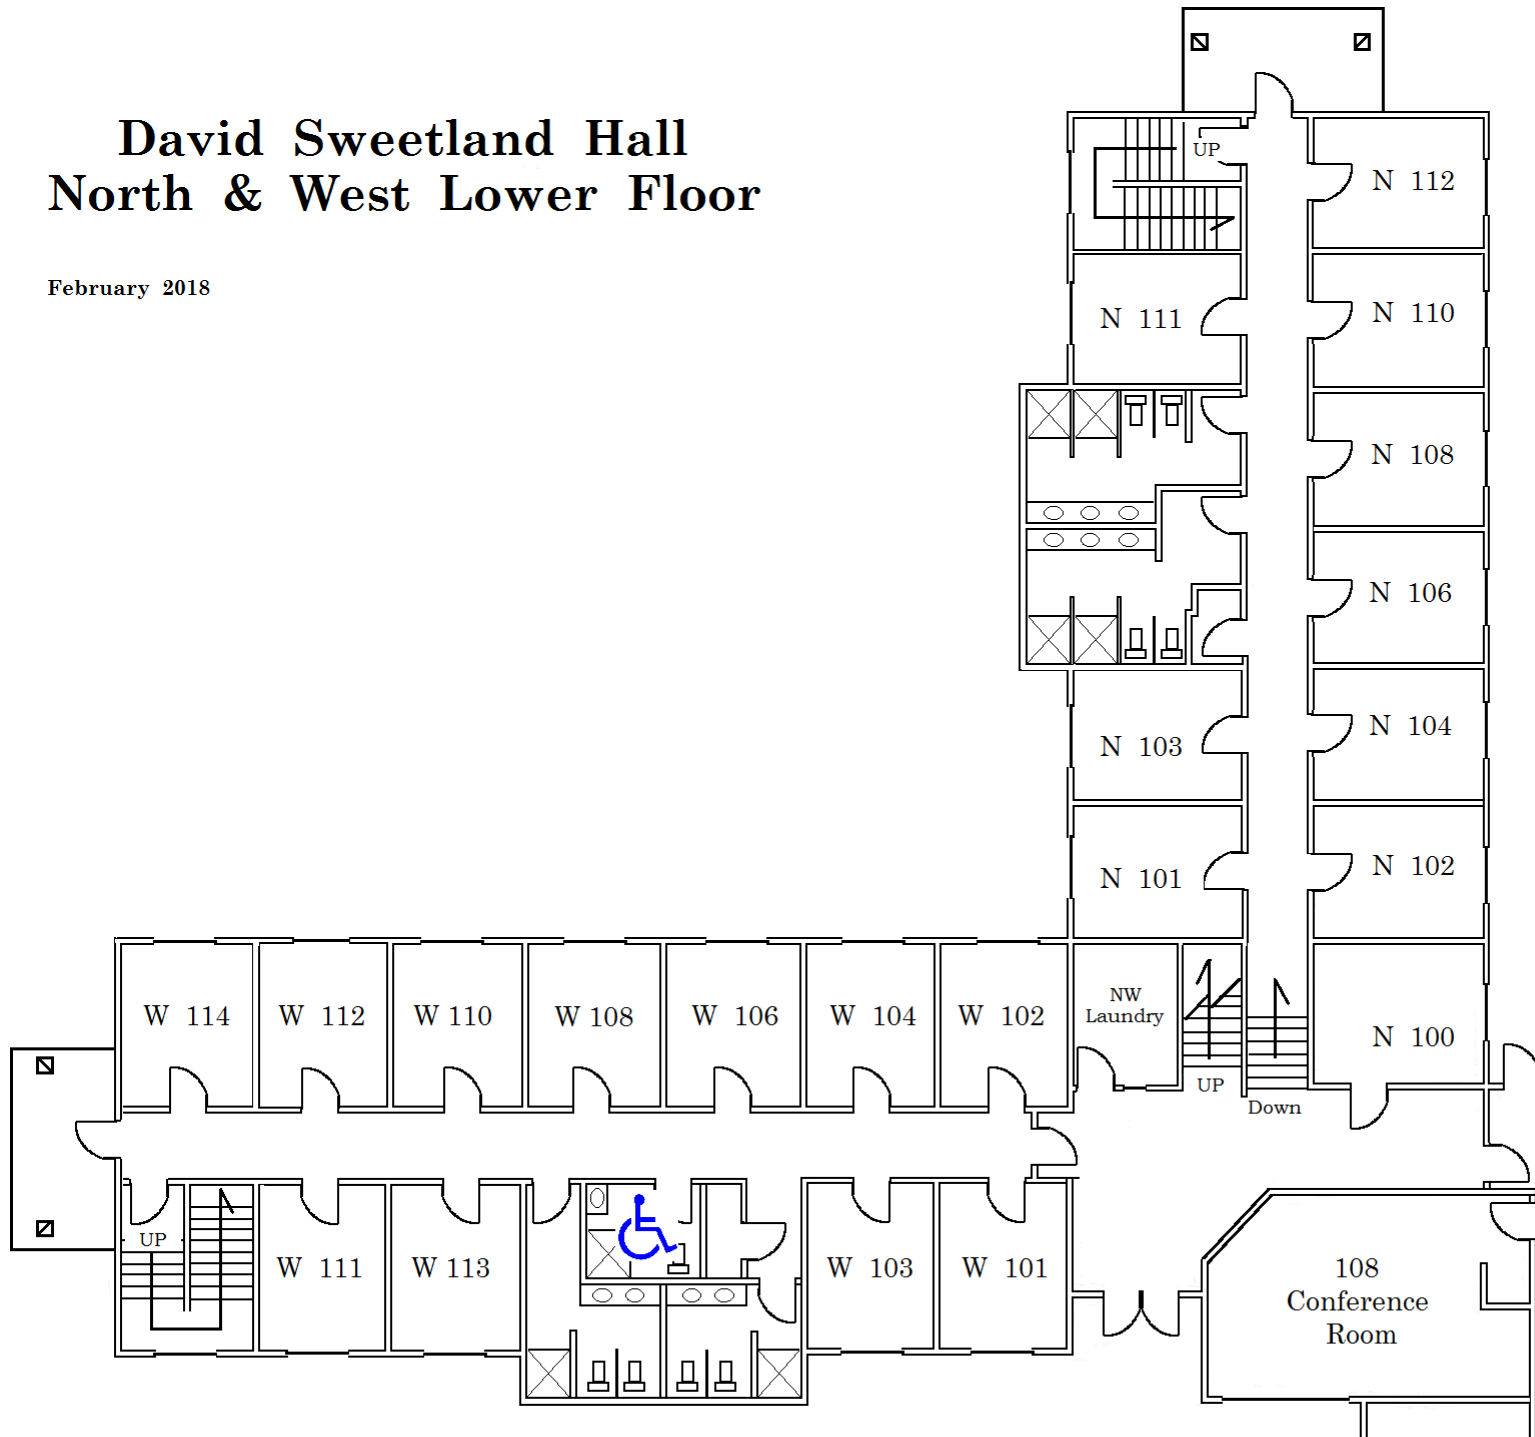 David Sweetland Hall
North & West Lower Floor
February 2018
UP
N 112
N 111
N 110
N 108
N 106
N 103
N 104
N 101
N 102
W 114
W 112
W 110
W 108
W 106
W 104
W 102
NW
Laundry
N 100
UP
Down
UP
W 111
W 113
W 103
W 101
108
Conference
Room